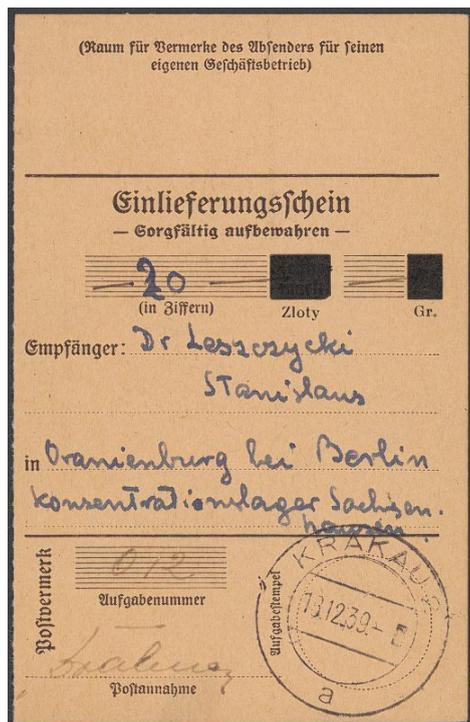 (Raum für Vermerke des Absenders für seinen
eigenen Geschäftsbetrieb)
Einlieferungsschein
— Sorgfältig aufbewahren —
— 20 —
(in Ziffern) Zloty Gr.
Empfänger: Dr Leszczycki
Stanislaus
in Oranienburg bei Berlin
Konzentrationslager Sachsen-
hausen
Postvermerk
012
Aufgabenummer
Postannahme
Aufgabestempel
KRAKAU
18.12.39.-
a